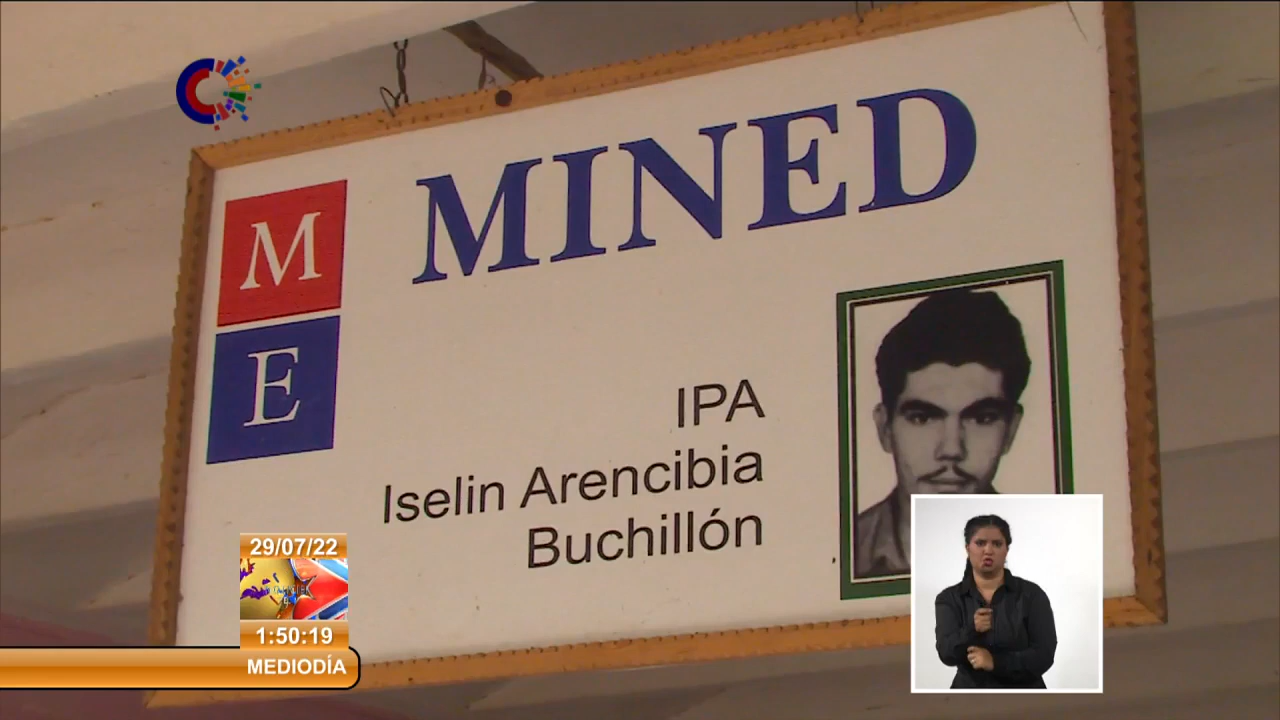 MINED
M
E
IPA
Iselin Arencibia
Buchillón
29/07/22
1:50:19
MEDIODÍA